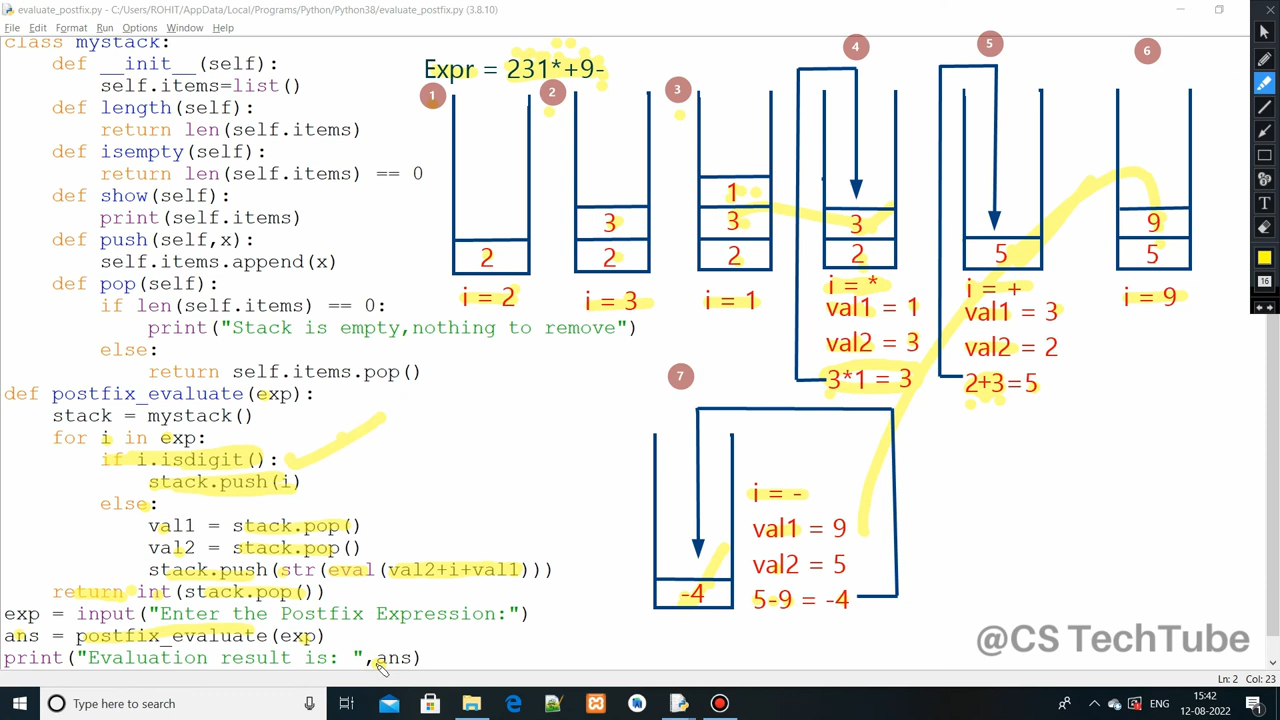 evaluate_postfix.py - C:/Users/ROHIT/AppData/Local/Programs/Python/Python38/evaluate_postfix.py (3.8.10)
File Edit Format Run Options Window Help
class mystack:
def __init__(self):
self.items=list()
def length(self):
return len(self.items)
def isempty(self):
return len(self.items) == 0
def show(self):
print(self.items)
def push(self,x):
self.items.append(x)
def pop(self):
if len(self.items) == 0:
print("Stack is empty,nothing to remove")
else:
return self.items.pop()
def postfix_evaluate(exp):
stack = mystack()
for i in exp:
if i.isdigit():
stack.push(i)
else:
val1 = stack.pop()
val2 = stack.pop()
stack.push(str(eval(val2+i+val1)))
return int(stack.pop())
exp = input("Enter the Postfix Expression:")
ans = postfix_evaluate(exp)
print("Evaluation result is: ",ans)
Expr = 231*+9-
1
2
i = 2
2
3
2
i = 3
3
1
3
2
i = 1
4
3
2
i = *
val1 = 1
val2 = 3
3*1 = 3
5
5
i = +
val1 = 3
val2 = 2
2+3=5
6
9
5
i = 9
7
-4
i = -
val1 = 9
val2 = 5
5-9 = -4
@CS TechTube
16
T
Ln: 2 Col: 23
Type here to search
15:42
12-08-2022
1